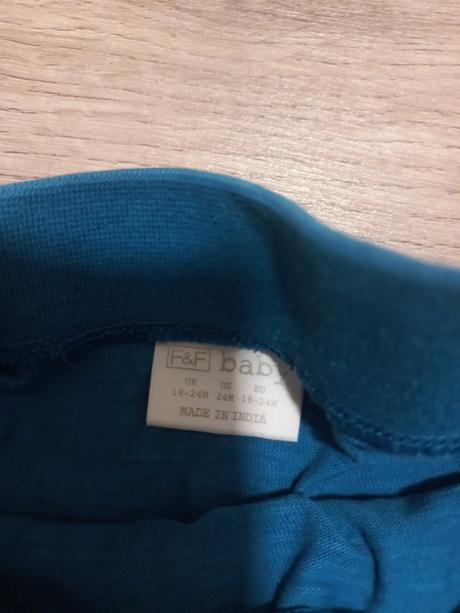 F&F baby
UK US EU
18-24M 24M 18-24M
MADE IN INDIA